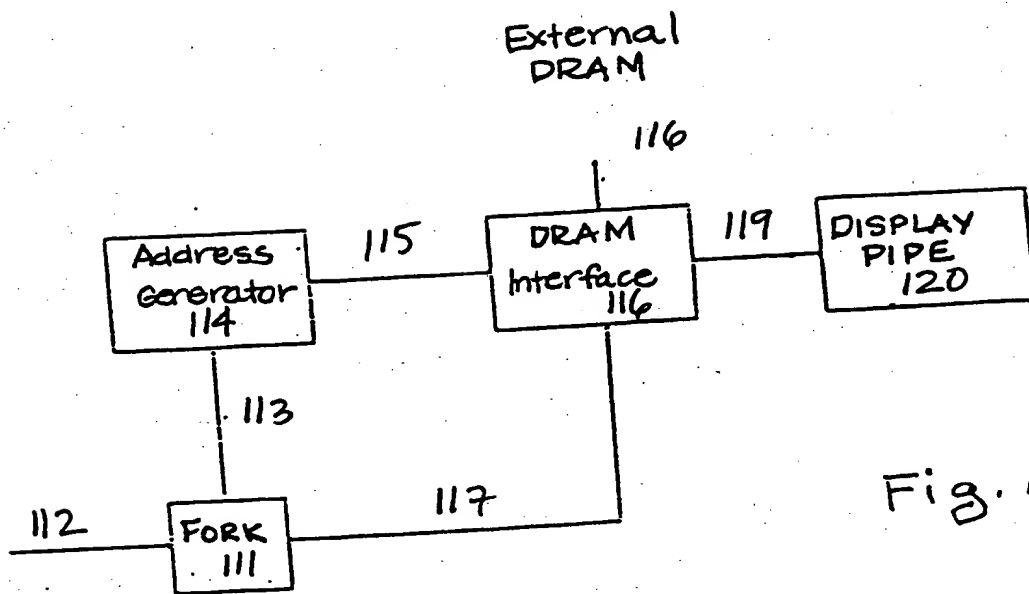 External
DRAM
116
Address
Generator
114
115
DRAM
Interface
116
119
DISPLAY
PIPE
120
113
112
FORK
111
117
Fig.